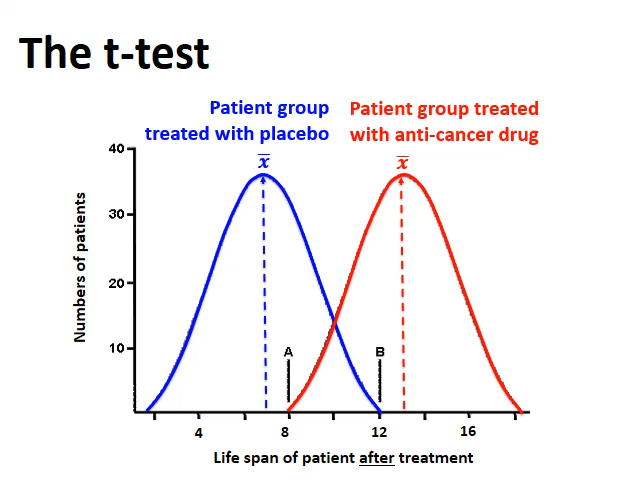 The t-test
Patient group
treated with placebo
Patient group treated
with anti-cancer drug
x̅
x̅
40
30
20
10
Numbers of patients
A
B
4
8
12
16
Life span of patient after treatment